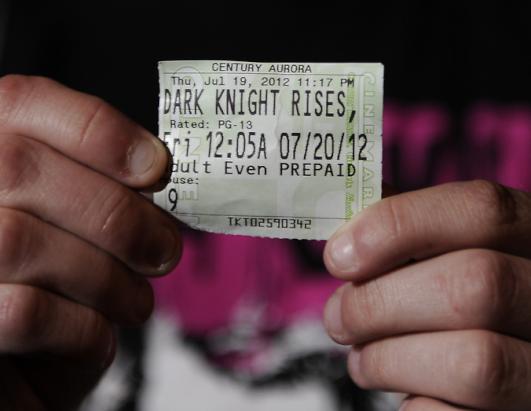 CENTURY AURORA
Thu, Jul 19, 2012 11:17 PM
DARK KNIGHT RISES,
Rated: PG-13
Fri 12:05A 07/20/12
dult Even PREPAID
ouse:
9
TKT02590342
CINEMARK